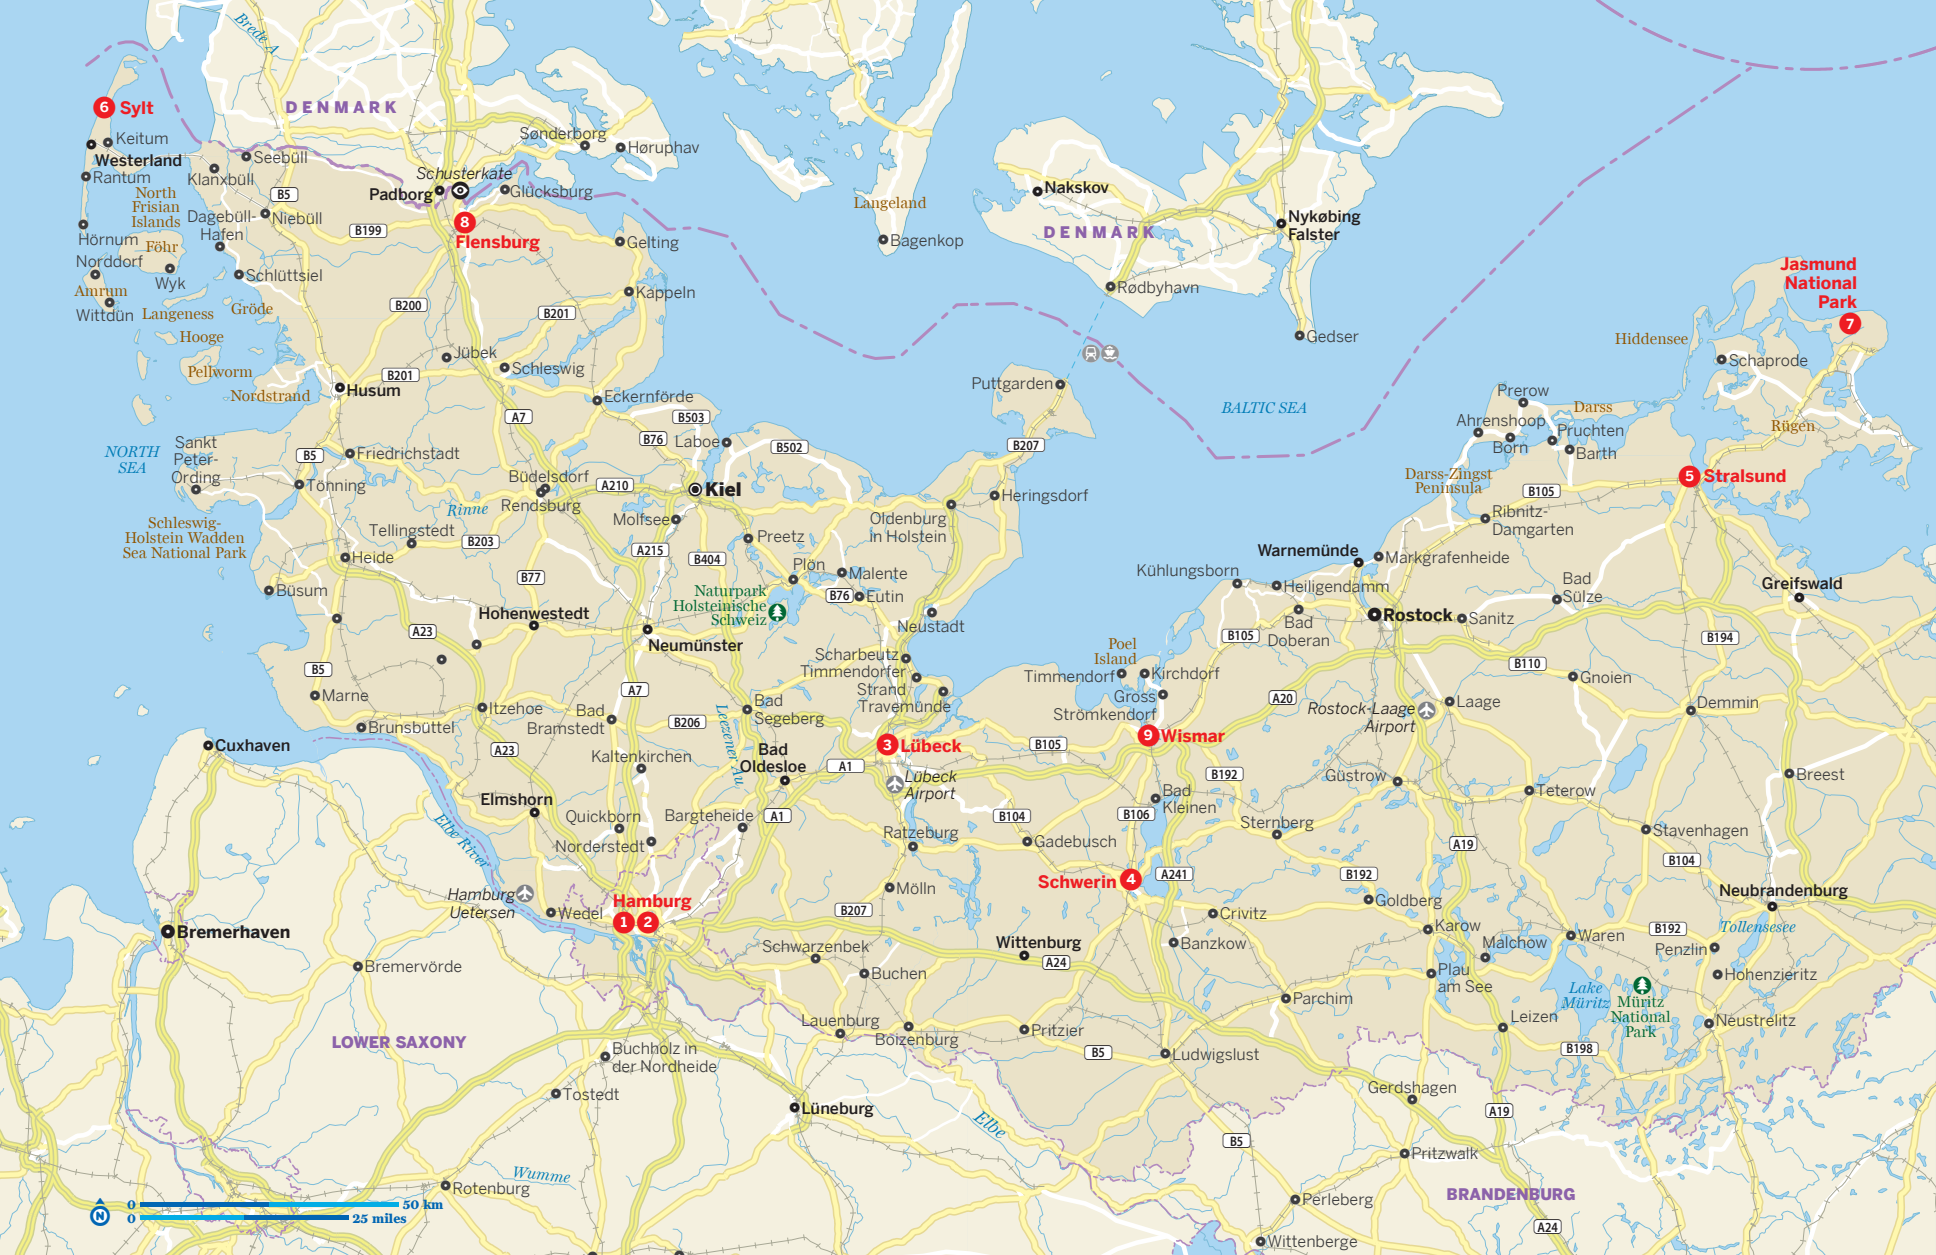 Brede Å
DENMARK
6 Sylt
Keitum
Westerland
Rantum
Klanxbüll
Seebüll
North
Frisian
Islands
B5
Dagebüll-
Hafen
Niebüll
Hörnum
Föhr
Norddorf
Wyk
Schlüttsiel
Amrum
Wittdün
Langeness
Gröde
Hooge
Pellworm
Nordstrand
Sønderborg
Høruphav
Schusterkate
Padborg
Glücksburg
8
Flensburg
B199
Gelting
B200
B201
Kappeln
Jübek
B201
Schleswig
Husum
Eckernförde
A7
B503
B76
Laboe
B502
Langeland
Bagenkop
Nakskov
DENMARK
Nykøbing
Falster
Rødbyhavn
Gedser
Puttgarden
B207
BALTIC SEA
Jasmund
National
Park
7
Hiddensee
Schaprode
Prerow
Darss
Ahrenshoop
Pruchten
Born
Barth
Rügen
Darss-Zingst
Peninsula
B105
5 Stralsund
Ribnitz-
Damgarten
NORTH
SEA
Sankt
Peter-
Ording
B5
Friedrichstadt
Tönning
Büdelsdorf
Rendsburg
A210
Kiel
Rinne
Schleswig-
Holstein Wadden
Sea National Park
Tellingstedt
B203
Molfsee
Heide
A215
B404
Preetz
Oldenburg
in Holstein
Heringsdorf
Büsum
B77
Plön
Malente
B76
Eutin
Naturpark
Holsteinische
Schweiz
Hohenwestedt
A23
Neumünster
Neustadt
B5
Marne
Scharbeutz
Timmendorfer
Strand
Travemünde
Brunsbüttel
Itzehoe
A7
Bad
Bramstedt
B206
Bad
Segeberg
Leezener Au
Warnemünde
Markgrafenheide
Kühlungsborn
Heiligendamm
Bad
Doberan
Rostock
Sanitz
Bad
Sülze
Greifswald
B105
Poel
Island
Timmendorf
Kirchdorf
Gross
Strömkendorf
B110
Gnoien
B194
A20
Rostock-Laage
Airport
Laage
Demmin
Cuxhaven
A23
Kaltenkirchen
Bad
Oldesloe
3 Lübeck
A1
Lübeck
Airport
B105
9 Wismar
B192
Güstrow
Teterow
Breest
Elmshorn
Quickborn
Bargteheide
A1
Norderstedt
Elbe River
Ratzeburg
B104
Gadebusch
Bad
Kleinen
B106
Sternberg
A19
Stavenhagen
B104
Hamburg
Uetersen
Wedel
Hamburg
1 2
Mölln
B207
Schwerin 4
A241
B192
Goldberg
Neubrandenburg
Crivitz
Karow
Malchow
Waren
B192
Tollensesee
Penzlin
Bremerhaven
Bremervörde
Schwarzenbek
Buchen
Wittenburg
A24
Banzkow
Plau
am See
Hohenzieritz
Lake
Müritz
Müritz
National
Park
Parchim
Leizen
Neustrelitz
LOWER SAXONY
Lauenburg
Boizenburg
Pritzier
B5
Ludwigslust
B198
Buchholz in
der Nordheide
Tostedt
Lüneburg
Elbe
Gerdshagen
A19
B5
Pritzwalk
Wumme
Rotenburg
BRANDENBURG
Perleberg
A24
Wittenberge
N
0 50 km
0 25 miles